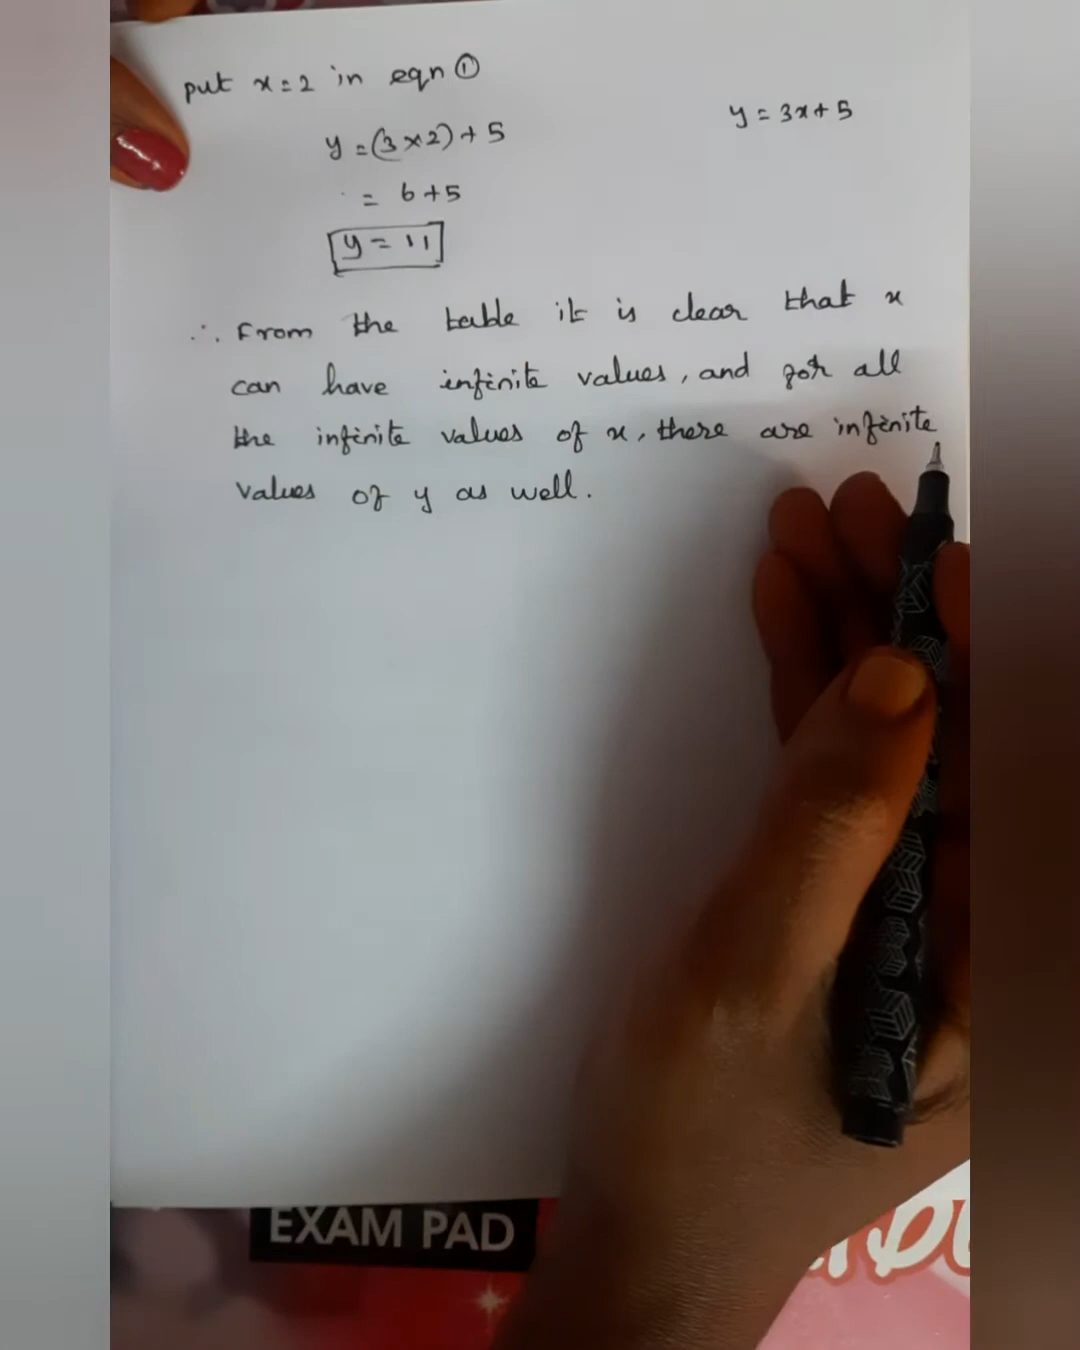 put x = 2 in eqn ①
y = 3x + 5
y = (3 × 2) + 5
= 6 + 5
y = 11
∴ From the table it is clear that x
can have infinite values, and for all
the infinite values of x, there are infinite
values of y as well.
EXAM PAD